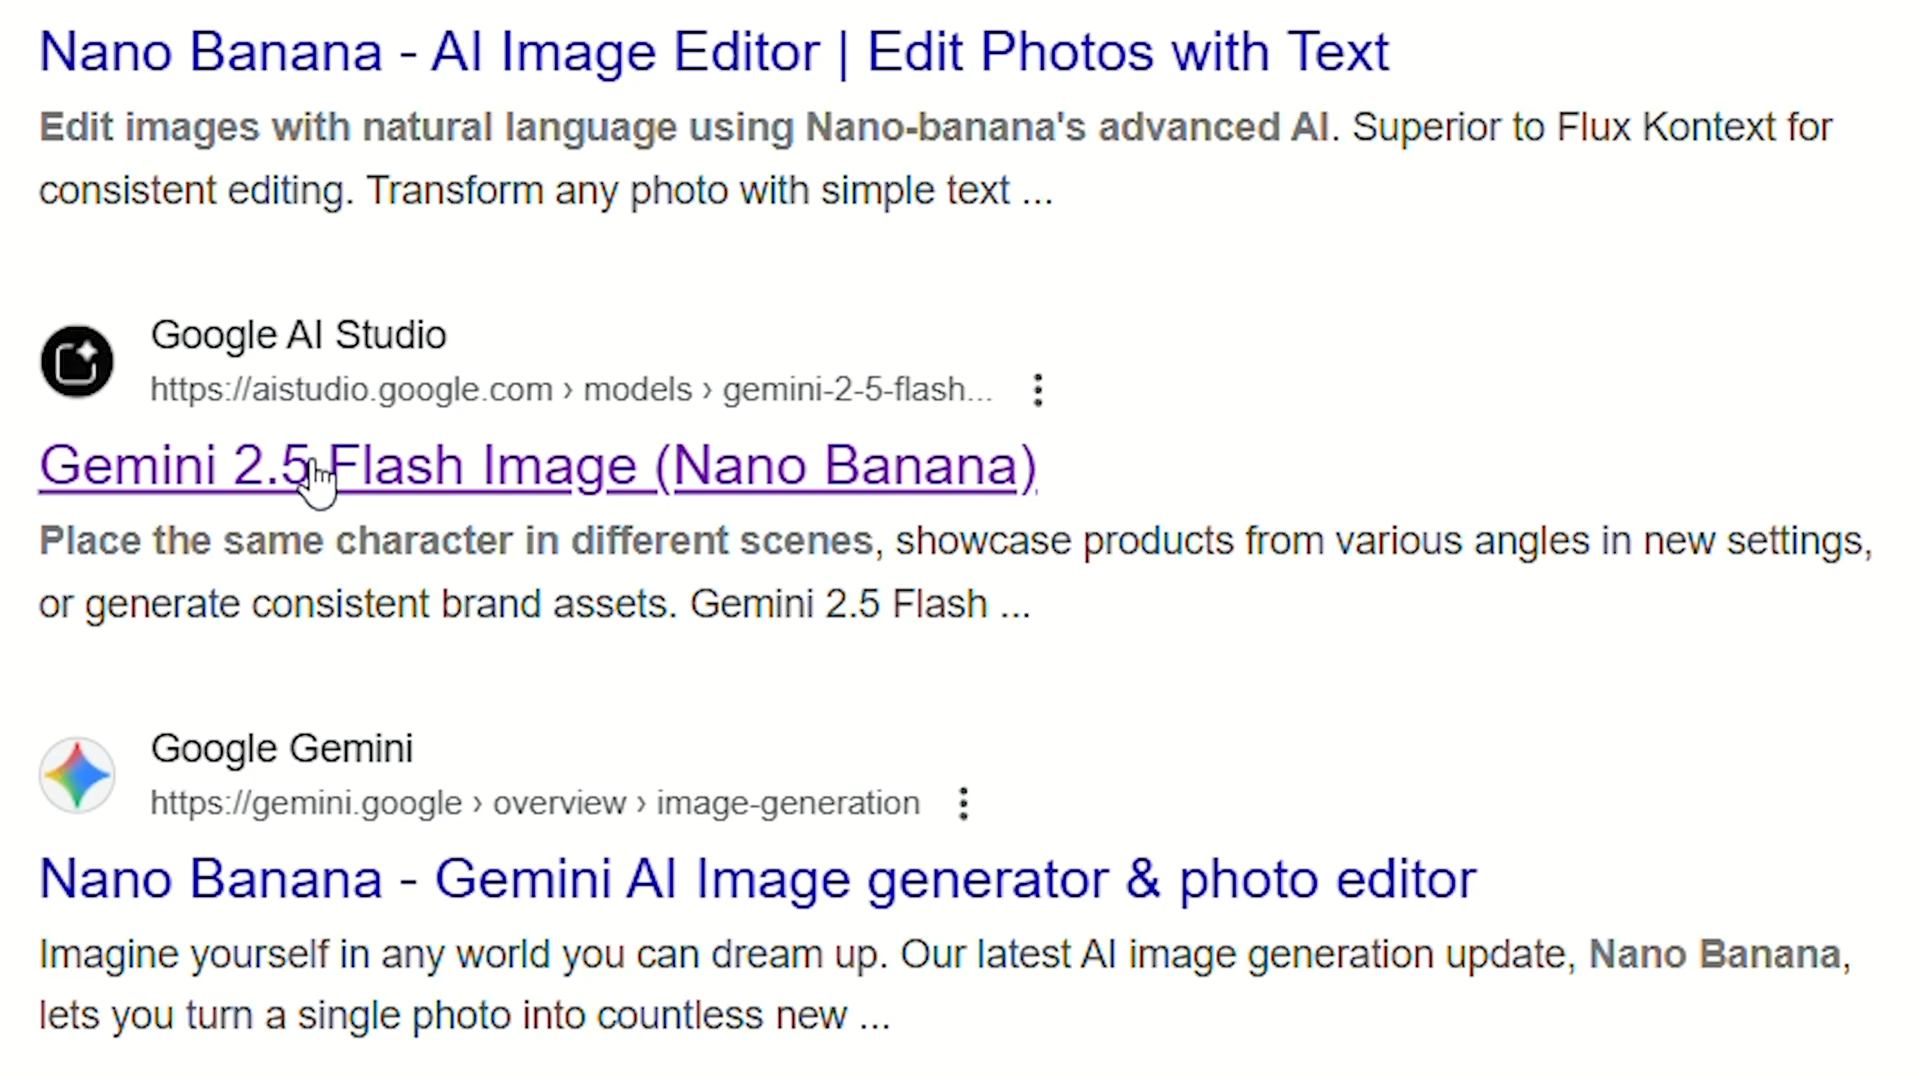 Nano Banana - AI Image Editor | Edit Photos with Text
Edit images with natural language using Nano-banana's advanced AI. Superior to Flux Kontext for
consistent editing. Transform any photo with simple text ...
Google AI Studio
https://aistudio.google.com › models › gemini-2-5-flash...
Gemini 2.5 Flash Image (Nano Banana)
Place the same character in different scenes, showcase products from various angles in new settings,
or generate consistent brand assets. Gemini 2.5 Flash ...
Google Gemini
https://gemini.google › overview › image-generation
Nano Banana - Gemini AI Image generator & photo editor
Imagine yourself in any world you can dream up. Our latest AI image generation update, Nano Banana,
lets you turn a single photo into countless new ...